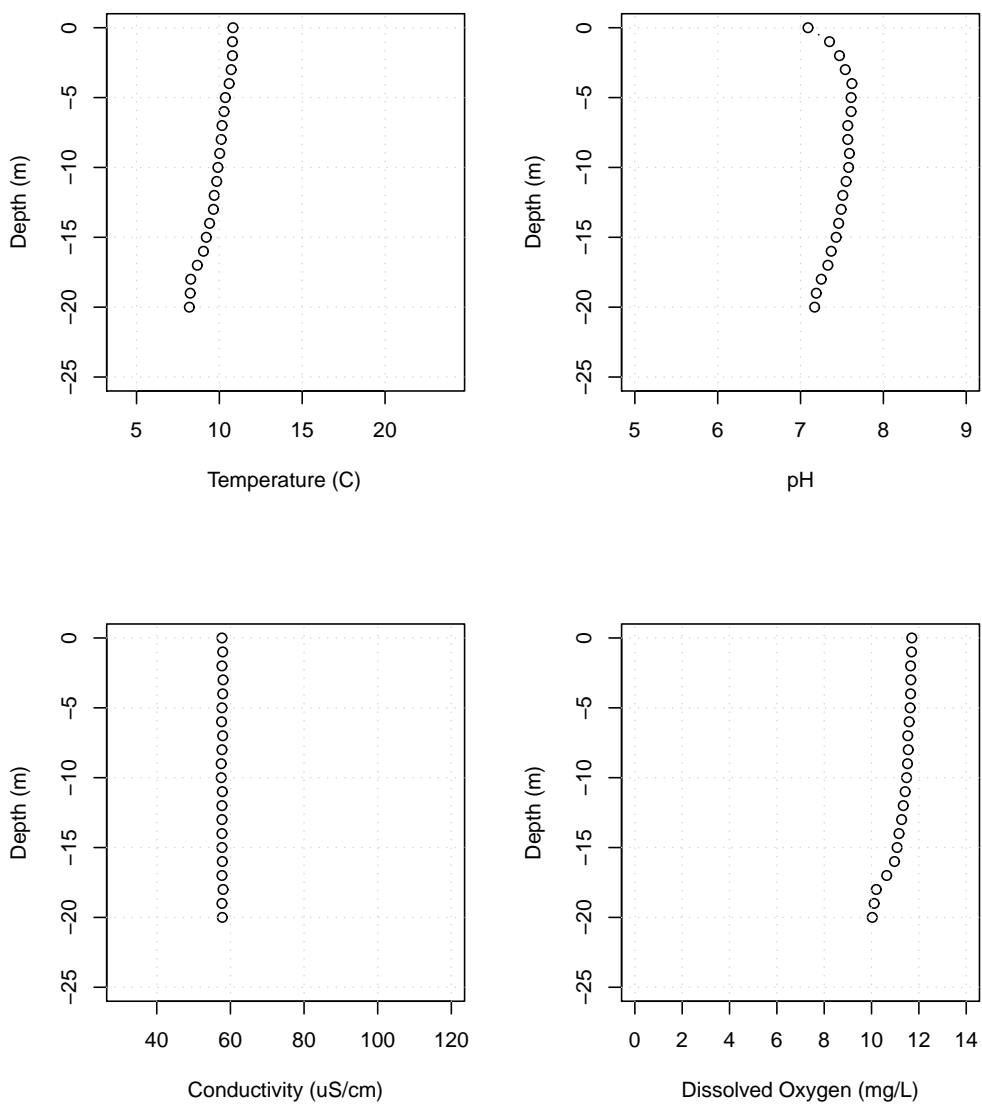 0
−5
−10
−15
−20
−25
Depth (m)
5 10 15 20
Temperature (C)
0
−5
−10
−15
−20
−25
Depth (m)
5 6 7 8 9
pH
0
−5
−10
−15
−20
−25
Depth (m)
40 60 80 100 120
Conductivity (uS/cm)
0
−5
−10
−15
−20
−25
Depth (m)
0 2 4 6 8 10 12 14
Dissolved Oxygen (mg/L)